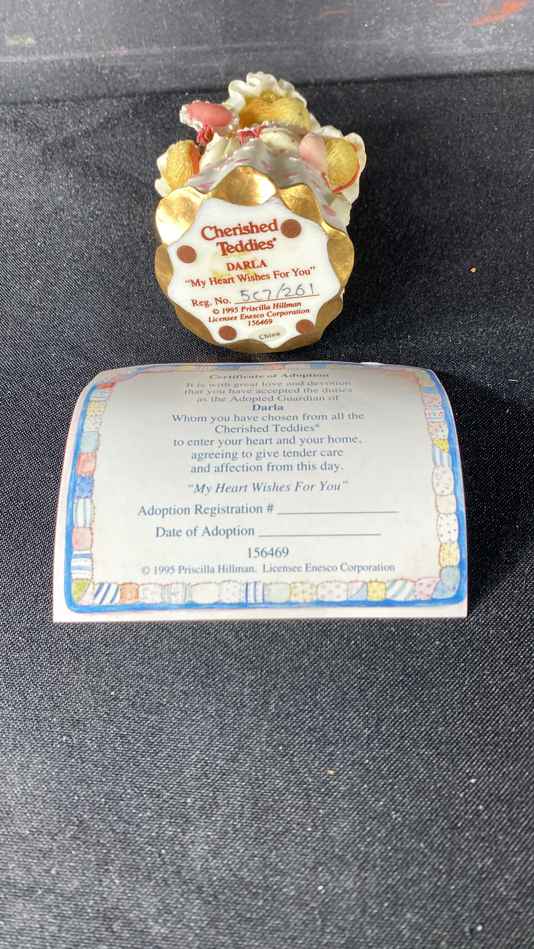 Cherished
Teddies®
DARLA
"My Heart Wishes For You"
Reg. No. 5C7/261
© 1995 Priscilla Hillman
Licensee Enesco Corporation
156469
China
Certificate of Adoption
It is with great love and devotion
that you have accepted the duties
as the Adopted Guardian of
Darla
Whom you have chosen from all the
Cherished Teddies®
to enter your heart and your home,
agreeing to give tender care
and affection from this day.
"My Heart Wishes For You"
Adoption Registration #
Date of Adoption
156469
© 1995 Priscilla Hillman. Licensee Enesco Corporation